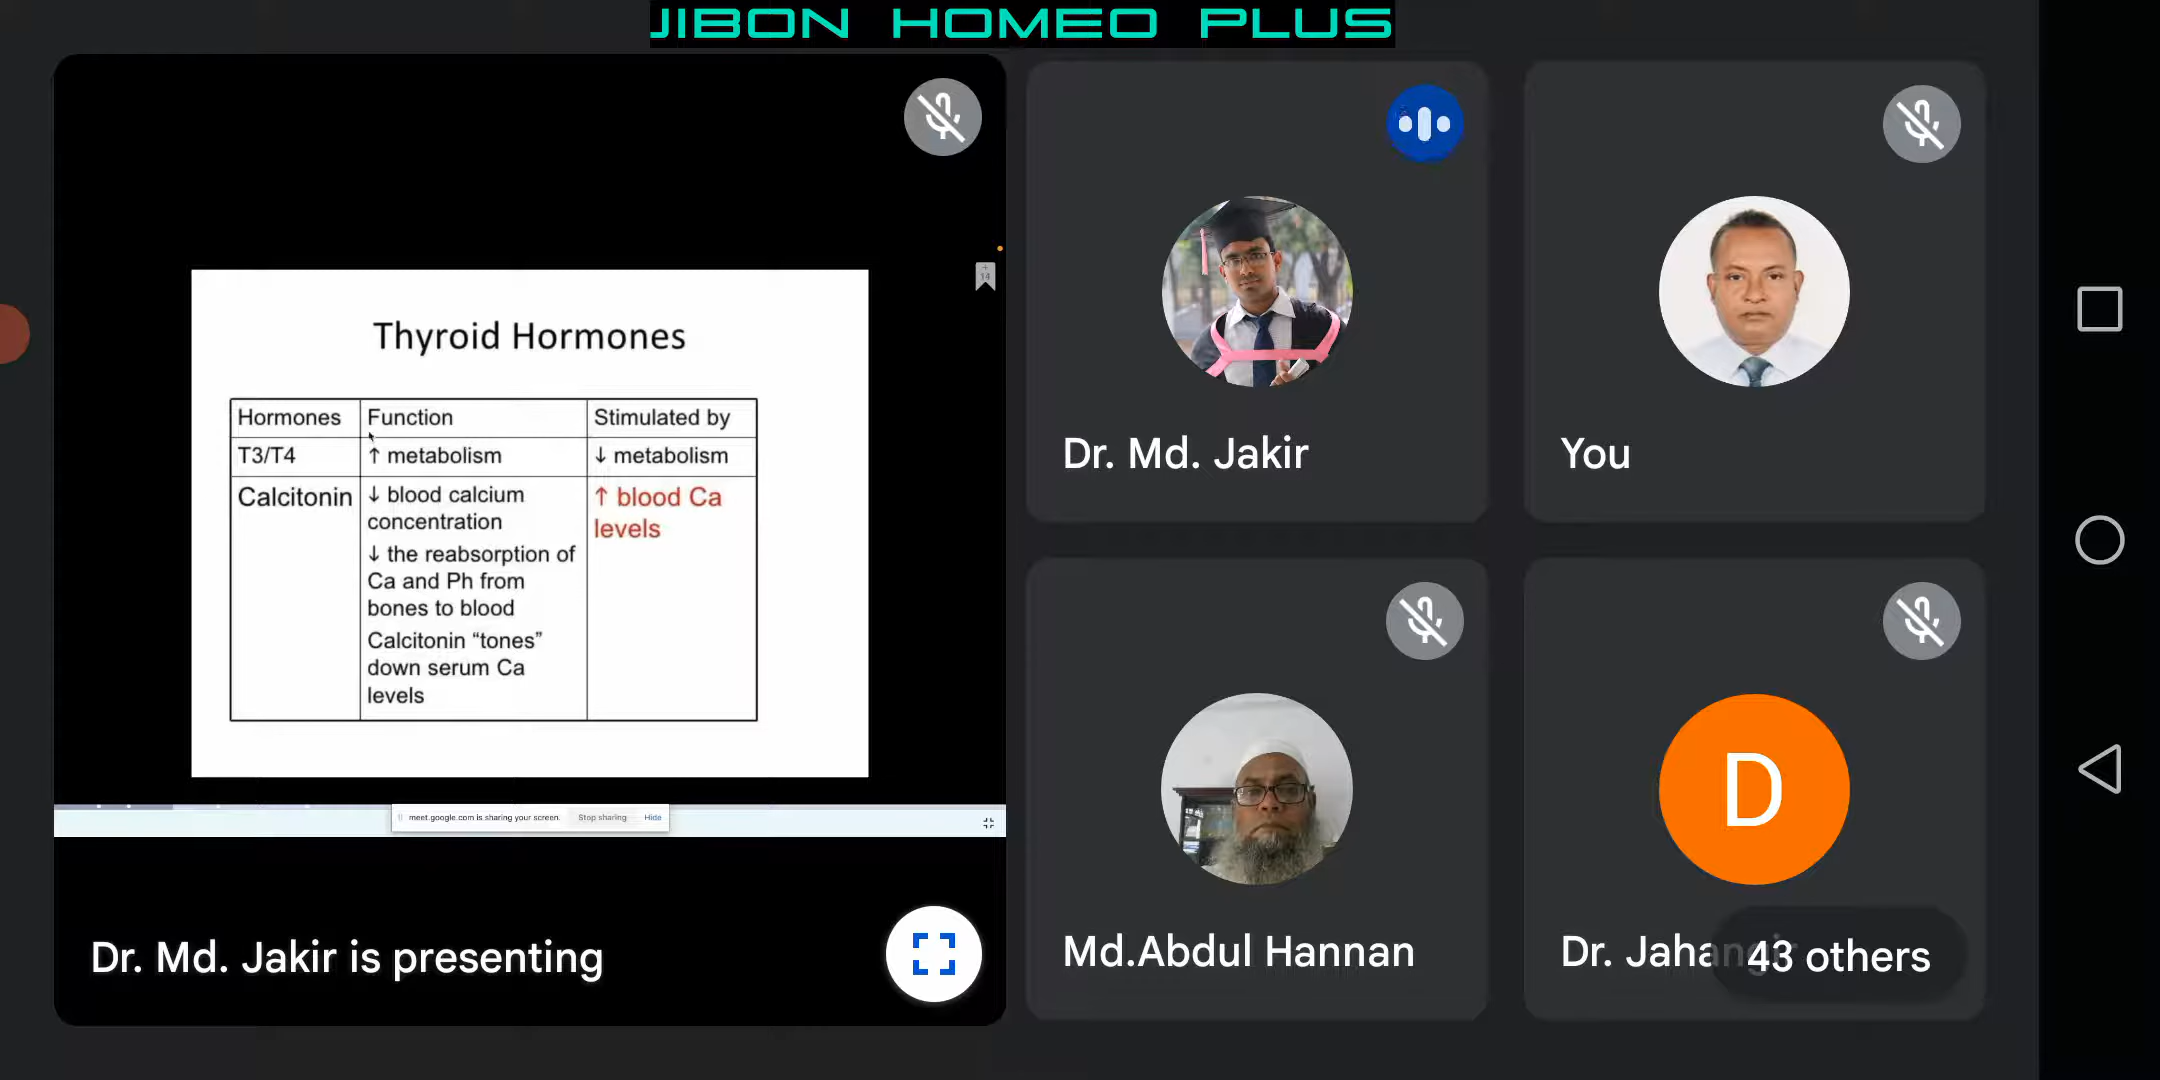 JIBON HOMEO PLUS
14
Thyroid Hormones
Hormones
Function
Stimulated by
T3/T4
↑ metabolism
↓ metabolism
Calcitonin
↓ blood calcium
concentration
↓ the reabsorption of
Ca and Ph from
bones to blood
Calcitonin “tones”
down serum Ca
levels
↑ blood Ca
levels
meet.google.com is sharing your screen.
Stop sharing
Hide
Dr. Md. Jakir is presenting
Dr. Md. Jakir
You
Md.Abdul Hannan
D
Dr. Jahangir
43 others